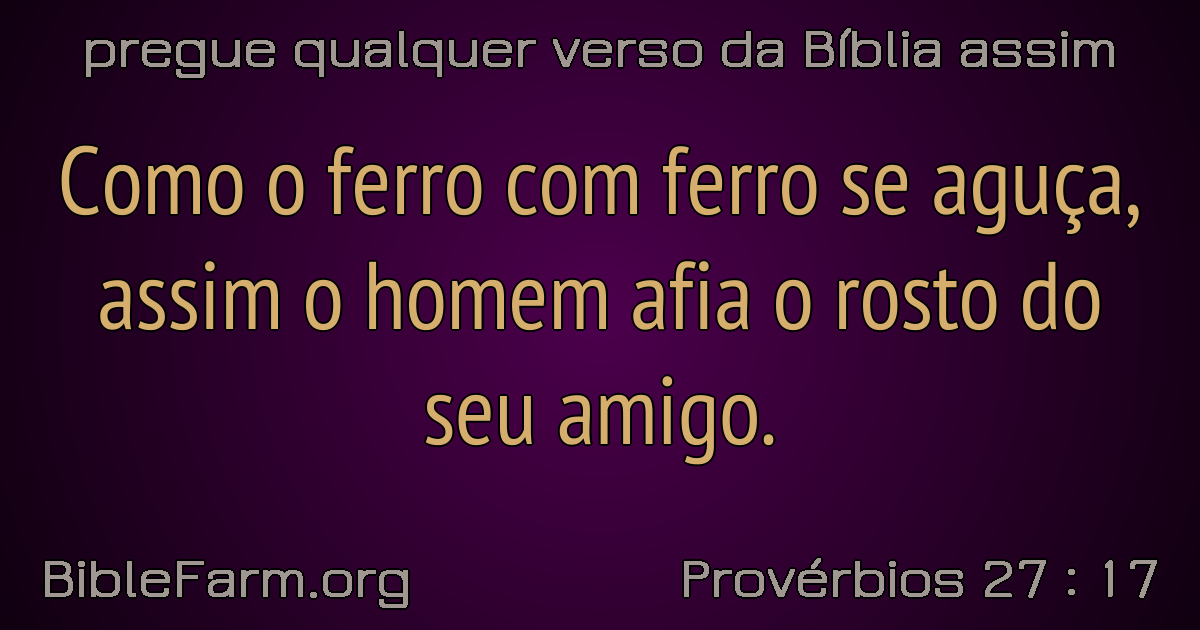 pregue qualquer verso da Bíblia assim
Como o ferro com ferro se aguça,
assim o homem afia o rosto do
seu amigo.
BibleFarm.org
Provérbios 27 : 17